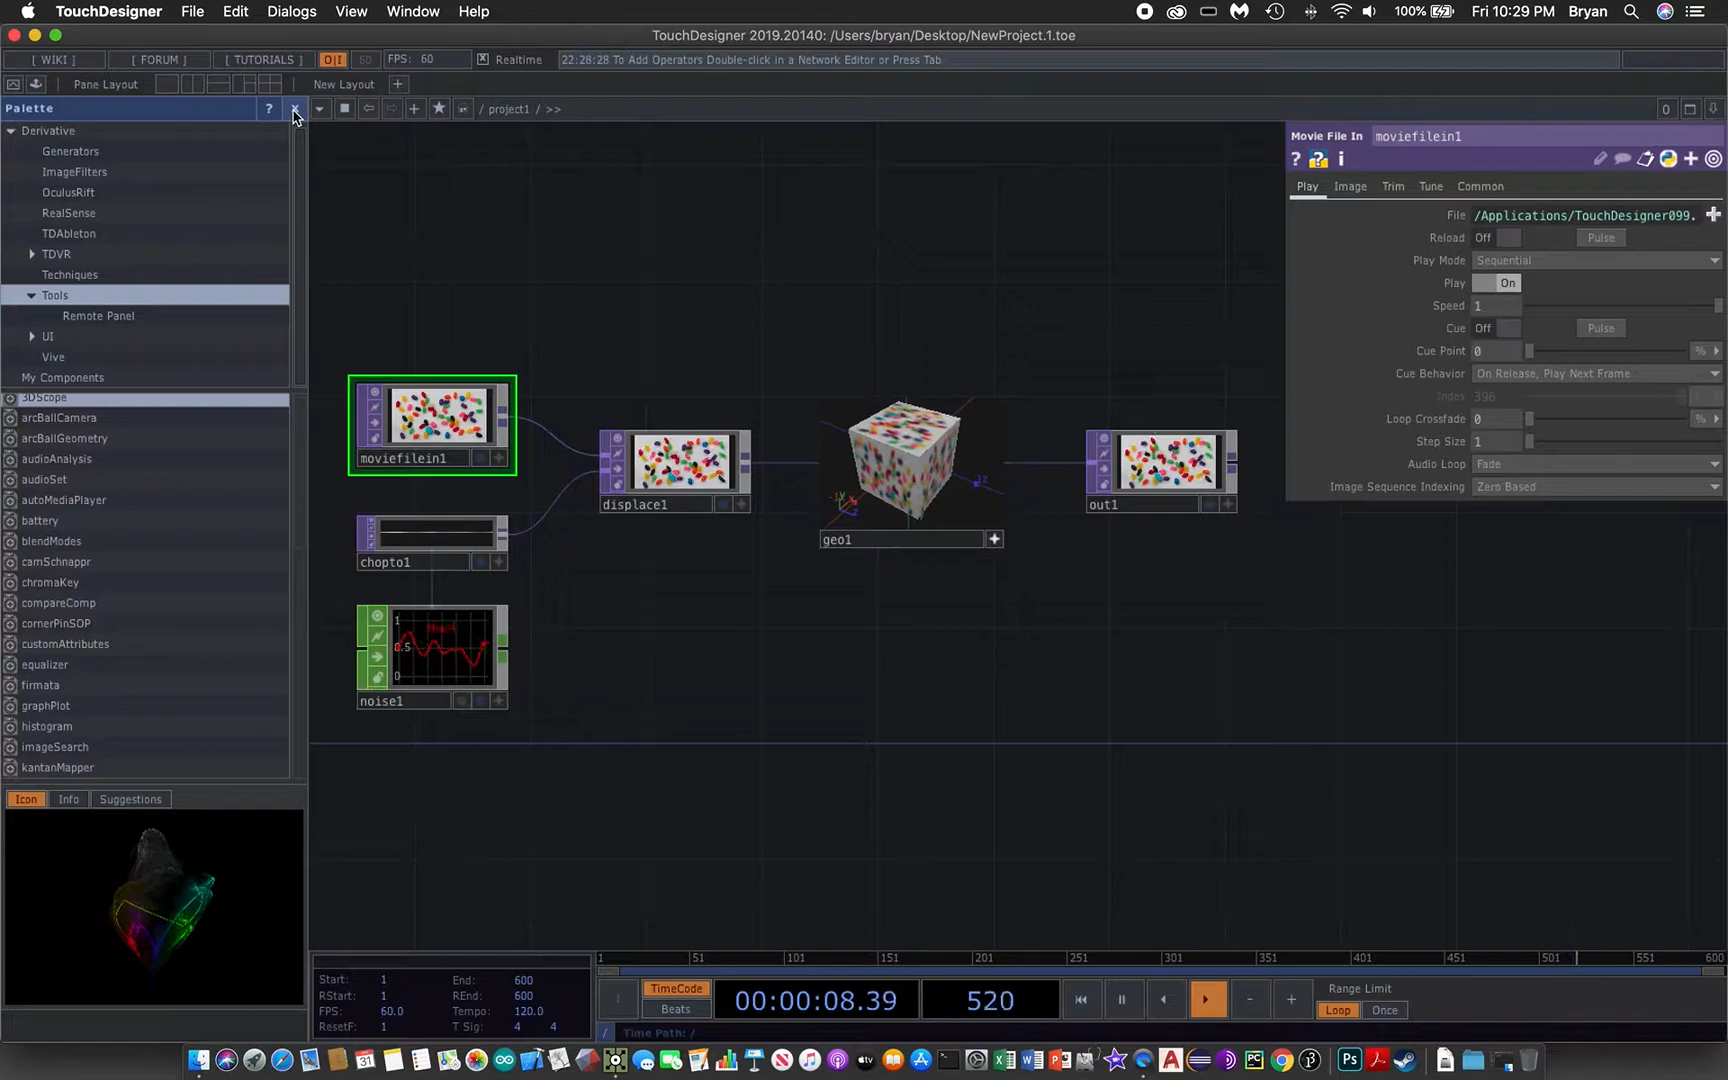 TouchDesigner File Edit Dialogs View Window Help 100% Fri 10:29 PM Bryan
TouchDesigner 2019.20140: /Users/bryan/Desktop/NewProject.1.toe
[ WIKI ] [ FORUM ] [ TUTORIALS ] O|I 60 FPS: 60 Realtime 22:28:28 To Add Operators Double-click in a Network Editor or Press Tab
Pane Layout New Layout +
Palette ? x / project1 / >> 0
Derivative
Generators
ImageFilters
OculusRift
RealSense
TDAbleton
TDVR
Techniques
Tools
Remote Panel
UI
Vive
My Components
3DScope
arcBallCamera
arcBallGeometry
audioAnalysis
audioSet
autoMediaPlayer
battery
blendModes
camSchnappr
chromaKey
compareComp
cornerPinSOP
customAttributes
equalizer
firmata
graphPlot
histogram
imageSearch
kantanMapper
Icon Info Suggestions
moviefilein1
chopto1
1
0
noise1
displace1
geo1
out1
Movie File In moviefilein1
? ? i
Play Image Trim Tune Common
File /Applications/TouchDesigner099.
Reload Off Pulse
Play Mode Sequential
Play On
Speed 1
Cue Off Pulse
Cue Point 0 %
Cue Behavior On Release, Play Next Frame
Index 396
Loop Crossfade 0 %
Step Size 1
Audio Loop Fade
Image Sequence Indexing Zero Based
1 51 101 151 201 251 301 351 401 451 501 551 600
Start: 1 End: 600
RStart: 1 REnd: 600
FPS: 60.0 Tempo: 120.0
ResetF: 1 T Sig: 4 4
TimeCode
Beats
00:00:08.39 520
Range Limit
Loop Once
/ Time Path: /